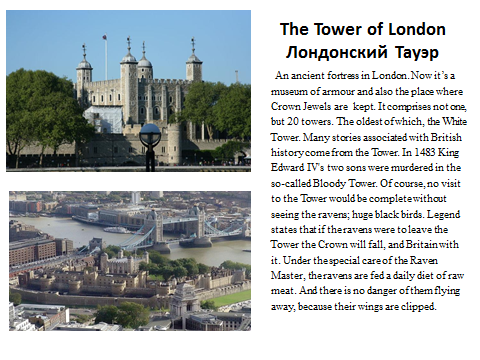 The Tower of London
Лондонский Тауэр
An ancient fortress in London. Now it's a
museum of armour and also the place where
Crown Jewels are kept. It comprises not one,
but 20 towers. The oldest of which, the White
Tower. Many stories associated with British
history come from the Tower. In 1483 King
Edward IV's two sons were murdered in the
so-called Bloody Tower. Of course, no visit
to the Tower would be complete without
seeing the ravens; huge black birds. Legend
states that if the ravens were to leave the
Tower the Crown will fall, and Britain with
it. Under the special care of the Raven
Master, the ravens are fed a daily diet of raw
meat. And there is no danger of them flying
away, because their wings are clipped.